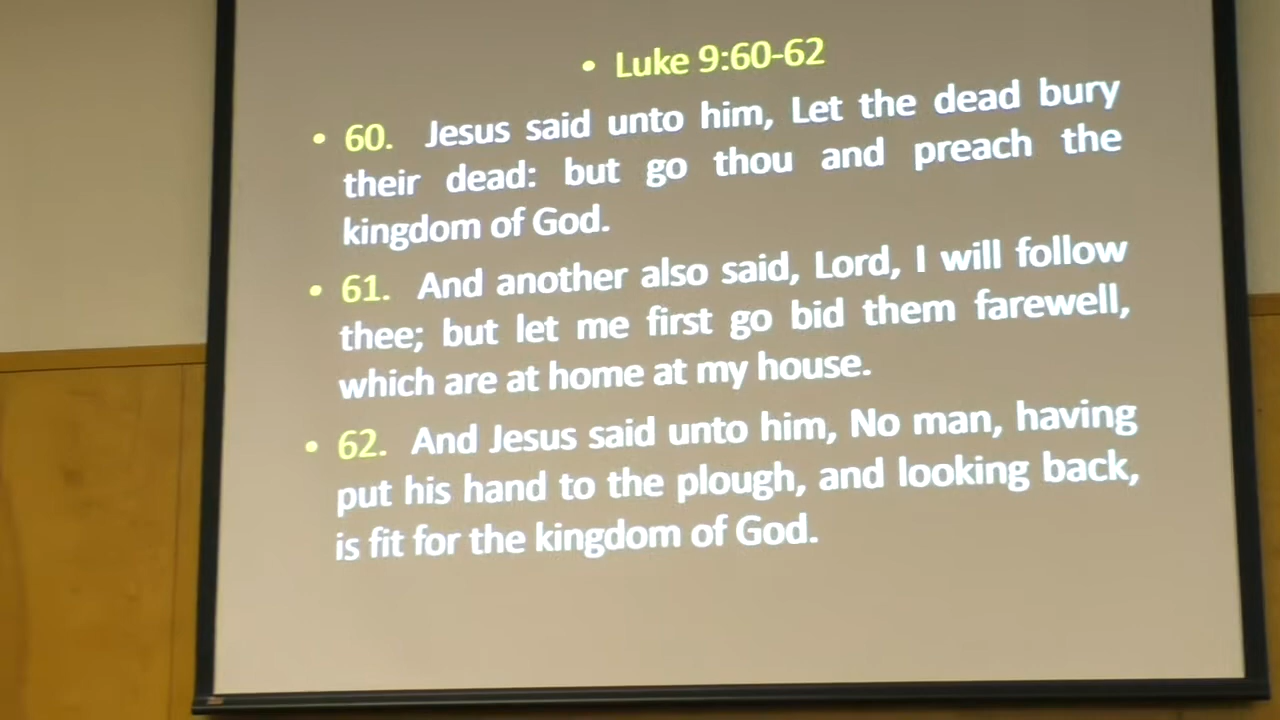 • Luke 9:60-62
• 60. Jesus said unto him, Let the dead bury
their dead: but go thou and preach the
kingdom of God.
• 61. And another also said, Lord, I will follow
thee; but let me first go bid them farewell,
which are at home at my house.
• 62. And Jesus said unto him, No man, having
put his hand to the plough, and looking back,
is fit for the kingdom of God.